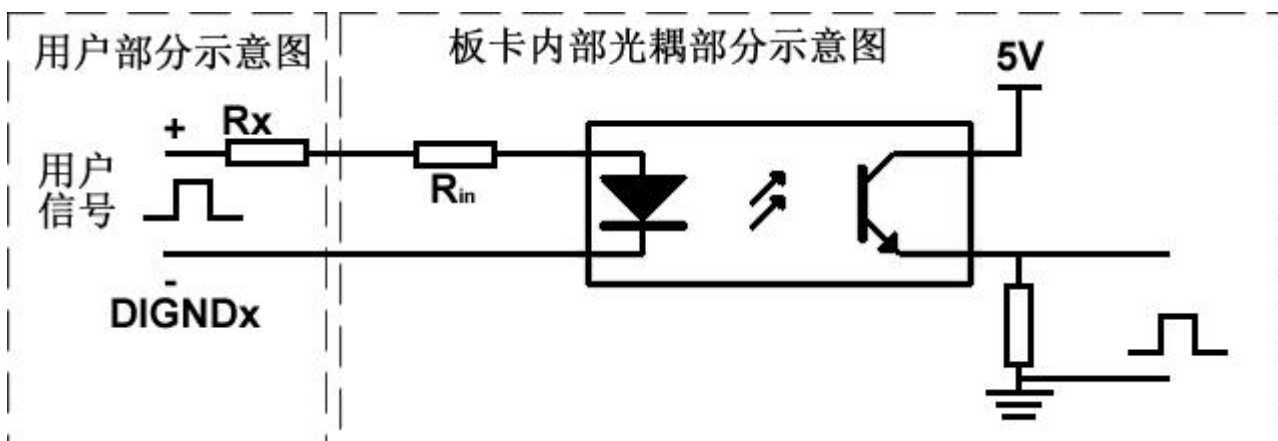 用户部分示意图
板卡内部光耦部分示意图
5V
+
Rx
Rin
用户
信号
-
DIGNDx